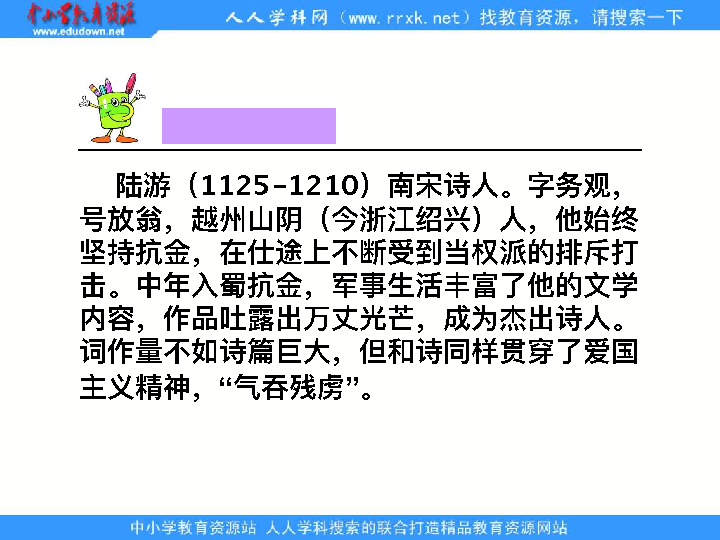 中小学教育资源
www.edudown.net
人人学科网（www.rrxk.net）找教育资源，请搜索一下
陆游（1125-1210）南宋诗人。字务观，
号放翁，越州山阴（今浙江绍兴）人，他始终
坚持抗金，在仕途上不断受到当权派的排斥打
击。中年入蜀抗金，军事生活丰富了他的文学
内容，作品吐露出万丈光芒，成为杰出诗人。
词作量不如诗篇巨大，但和诗同样贯穿了爱国
主义精神，“气吞残虏”。
中小学教育资源站 人人学科搜索的联合打造精品教育资源网站